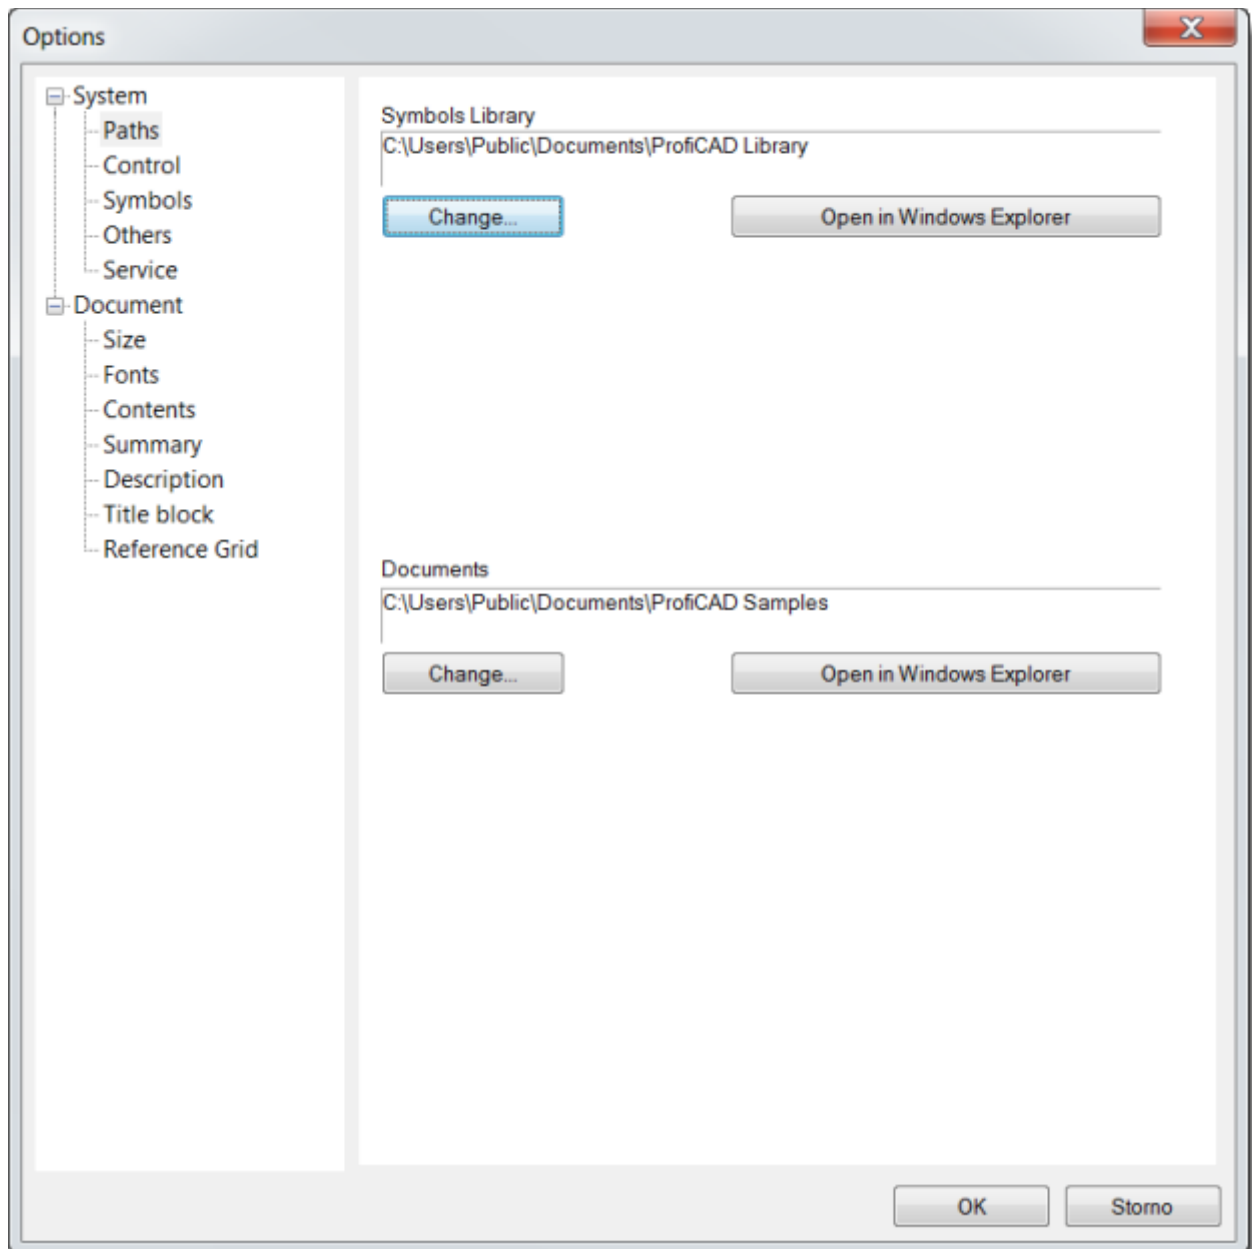 Options
System
Paths
Control
Symbols
Others
Service
Document
Size
Fonts
Contents
Summary
Description
Title block
Reference Grid
Symbols Library
C:\Users\Public\Documents\ProfiCAD Library
Change...
Open in Windows Explorer
Documents
C:\Users\Public\Documents\ProfiCAD Samples
Change...
Open in Windows Explorer
OK
Storno